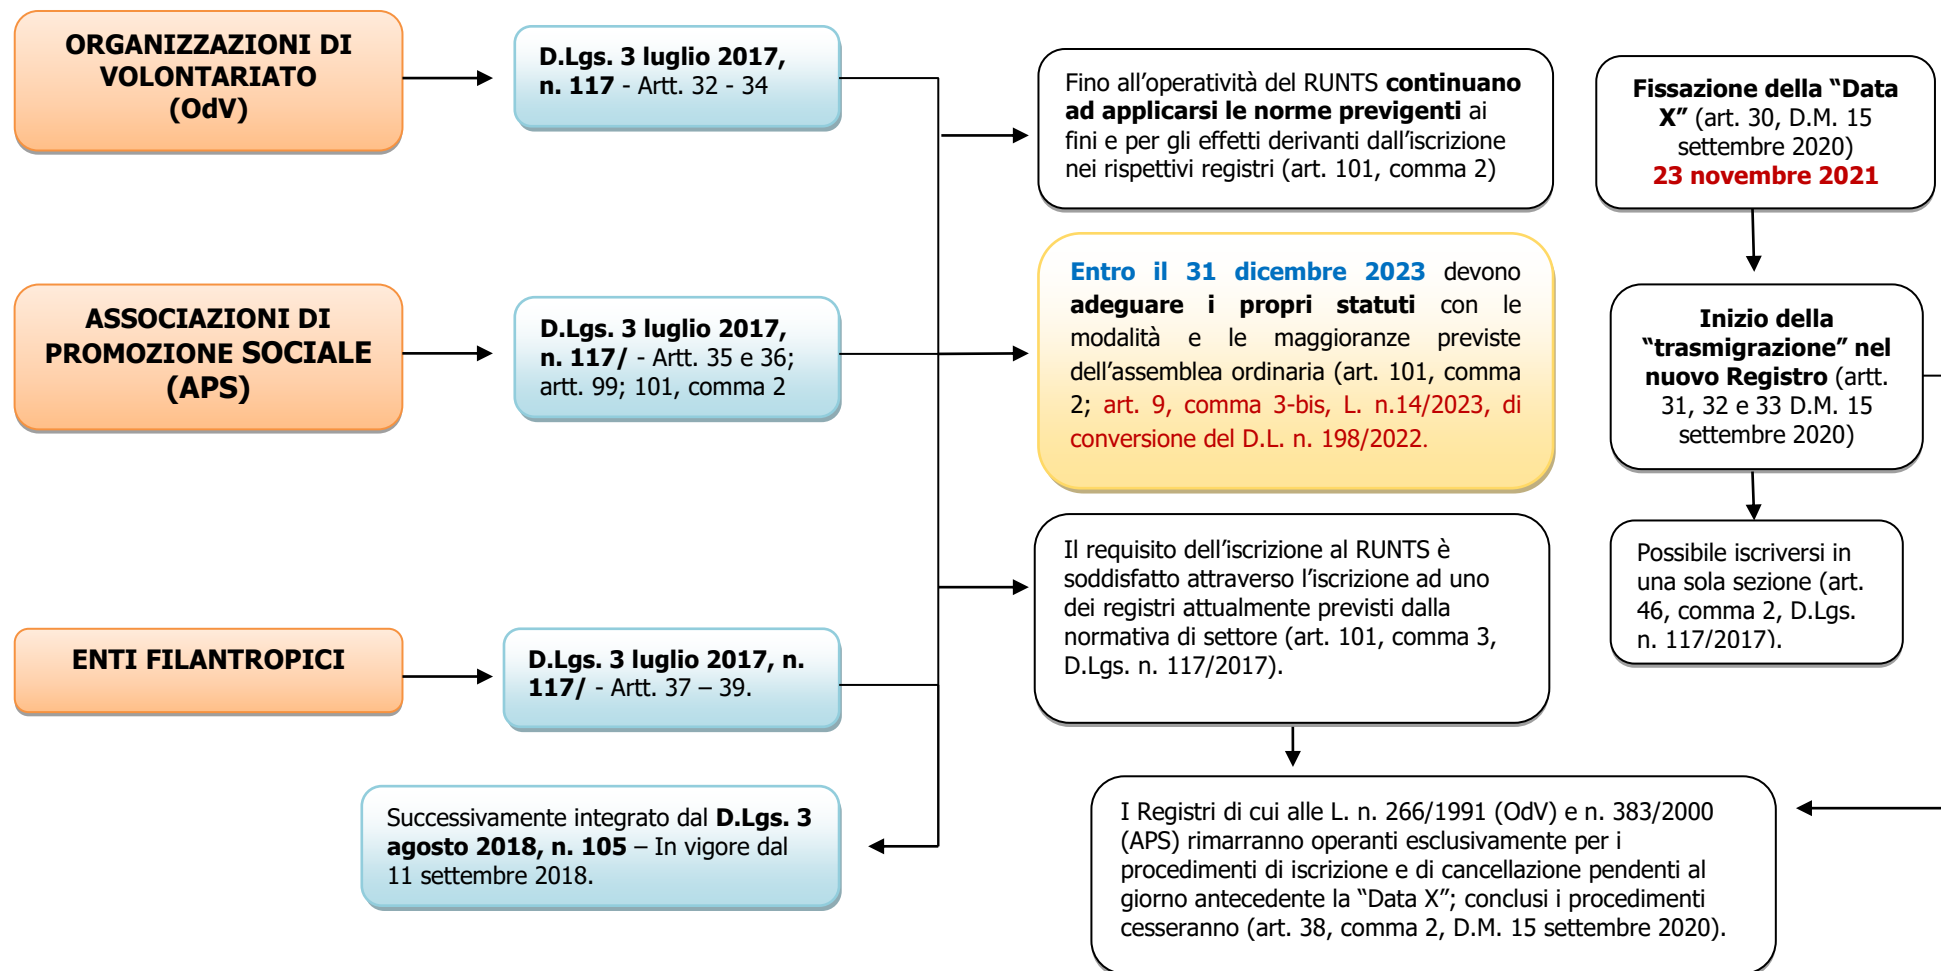 ORGANIZZAZIONI DI
VOLONTARIATO
(OdV)
D.Lgs. 3 luglio 2017,
n. 117 - Artt. 32 - 34
Fino all’operatività del RUNTS continuano
ad applicarsi le norme previgenti ai
fini e per gli effetti derivanti dall’iscrizione
nei rispettivi registri (art. 101, comma 2)
Fissazione della “Data
X” (art. 30, D.M. 15
settembre 2020)
23 novembre 2021
ASSOCIAZIONI DI
PROMOZIONE SOCIALE
(APS)
D.Lgs. 3 luglio 2017,
n. 117/ - Artt. 35 e 36;
artt. 99; 101, comma 2
Entro il 31 dicembre 2023 devono
adeguare i propri statuti con le
modalità e le maggioranze previste
dell’assemblea ordinaria (art. 101, comma
2; art. 9, comma 3-bis, L. n.14/2023, di
conversione del D.L. n. 198/2022.
Inizio della
“trasmigrazione” nel
nuovo Registro (artt.
31, 32 e 33 D.M. 15
settembre 2020)
ENTI FILANTROPICI
D.Lgs. 3 luglio 2017, n.
117/ - Artt. 37 – 39.
Il requisito dell’iscrizione al RUNTS è
soddisfatto attraverso l’iscrizione ad uno
dei registri attualmente previsti dalla
normativa di settore (art. 101, comma 3,
D.Lgs. n. 117/2017).
Possibile iscriversi in
una sola sezione (art.
46, comma 2, D.Lgs.
n. 117/2017).
Successivamente integrato dal D.Lgs. 3
agosto 2018, n. 105 – In vigore dal
11 settembre 2018.
I Registri di cui alle L. n. 266/1991 (OdV) e n. 383/2000
(APS) rimarranno operanti esclusivamente per i
procedimenti di iscrizione e di cancellazione pendenti al
giorno antecedente la “Data X”; conclusi i procedimenti
cesseranno (art. 38, comma 2, D.M. 15 settembre 2020).